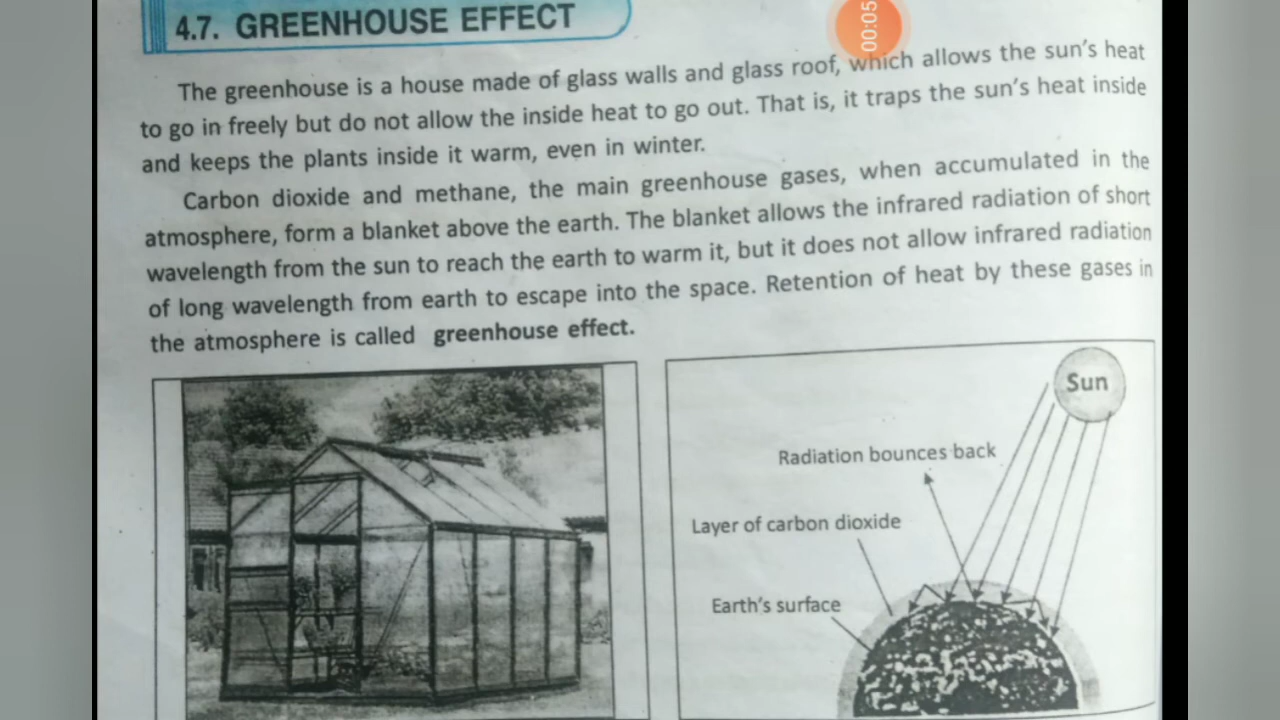 4.7. GREENHOUSE EFFECT
00:05
The greenhouse is a house made of glass walls and glass roof, which allows the sun's heat
to go in freely but do not allow the inside heat to go out. That is, it traps the sun's heat inside
and keeps the plants inside it warm, even in winter.
Carbon dioxide and methane, the main greenhouse gases, when accumulated in the
atmosphere, form a blanket above the earth. The blanket allows the infrared radiation of short
wavelength from the sun to reach the earth to warm it, but it does not allow infrared radiation
of long wavelength from earth to escape into the space. Retention of heat by these gases in
the atmosphere is called greenhouse effect.
Sun
Radiation bounces back
Layer of carbon dioxide
Earth's surface